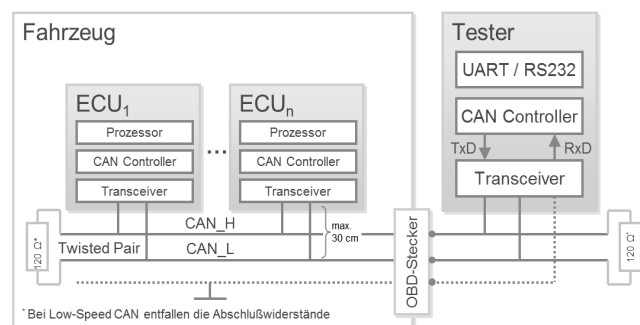 Fahrzeug
Tester
UART / RS232
CAN Controller
TxD
RxD
Transceiver
ECU1
Prozessor
CAN Controller
Transceiver
...
ECUn
Prozessor
CAN Controller
Transceiver
CAN_H
max.
30 cm
Twisted Pair
CAN_L
120 Ω*
OBD-Stecker
120 Ω*
* Bei Low-Speed CAN entfallen die Abschlußwiderstände